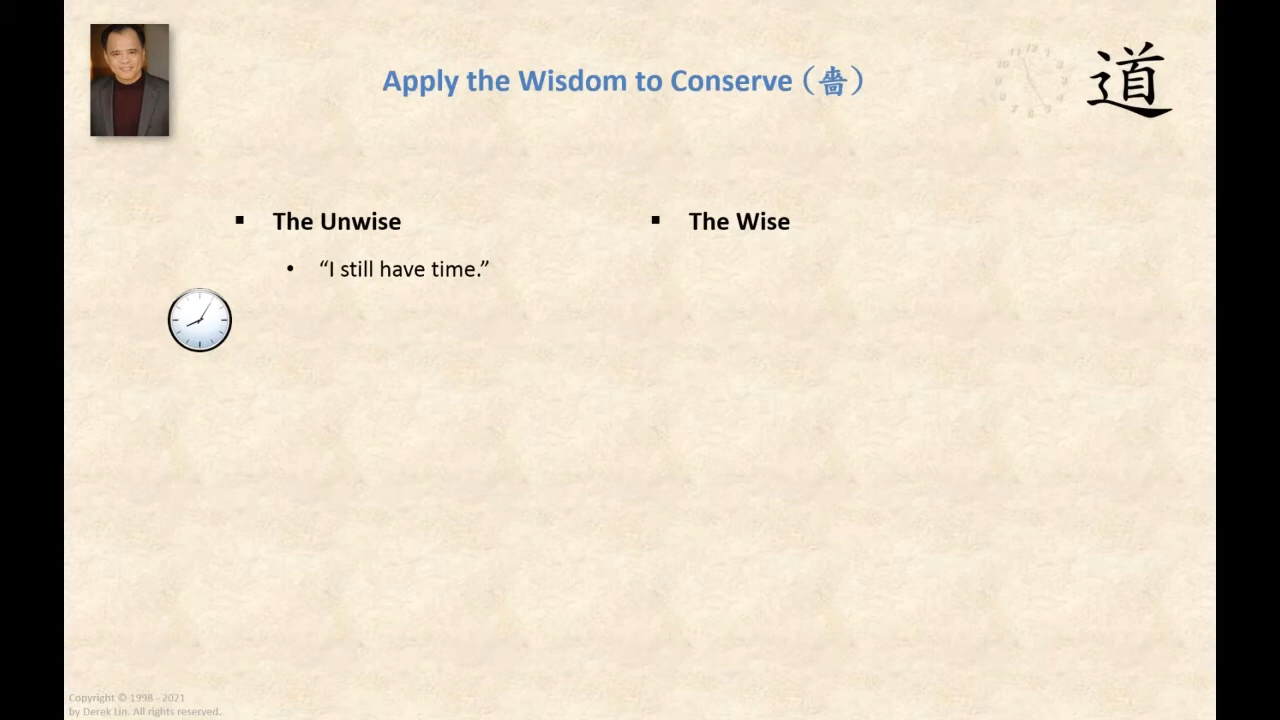 Apply the Wisdom to Conserve（嗇）
道
▪ The Unwise
• “I still have time.”
▪ The Wise
Copyright © 1998 - 2021
by Derek Lin. All rights reserved.